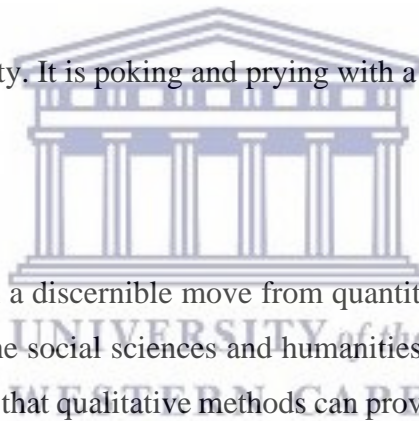 ty. It is poking and prying with a
a discernible move from quantit
UNIVERSITY of the
ne social sciences and humanities
WESTERN CAPE
that qualitative methods can prov